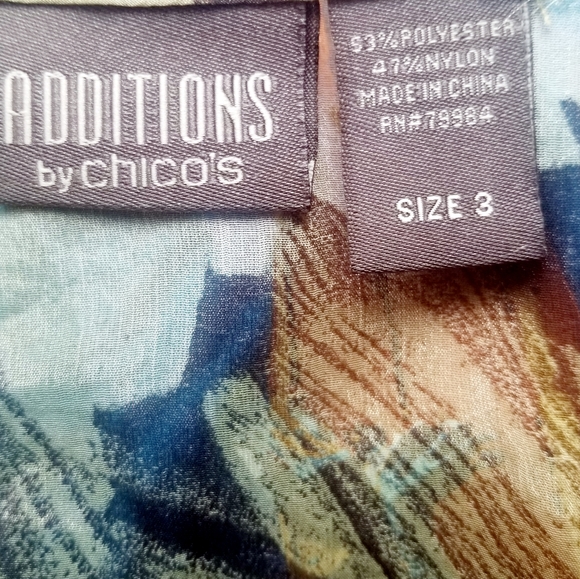 ADDITIONS
by chico's
53%POLYESTER
47%NYLON
MADE IN CHINA
RN#79984
SIZE 3